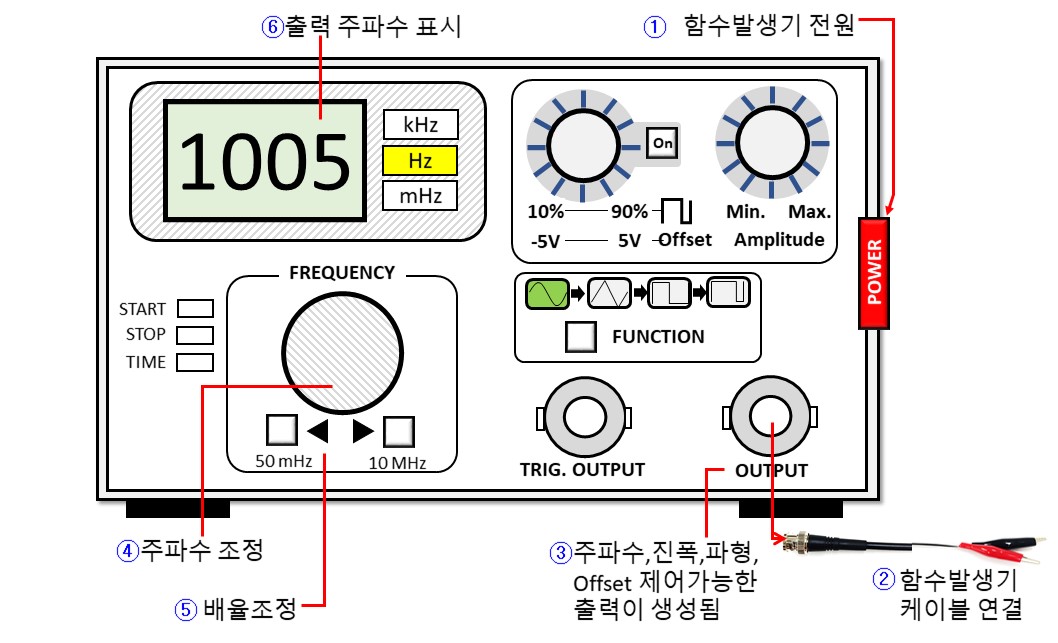 ⑥출력 주파수 표시
① 함수발생기 전원
1005
kHz
Hz
mHz
On
10% 90%
-5V 5V Offset
Min. Max.
Amplitude
POWER
FREQUENCY
START
STOP
TIME
50 mHz
10 MHz
FUNCTION
TRIG. OUTPUT
OUTPUT
④주파수 조정
⑤ 배율조정
③주파수,진폭,파형,
Offset 제어가능한
출력이 생성됨
② 함수발생기
케이블 연결